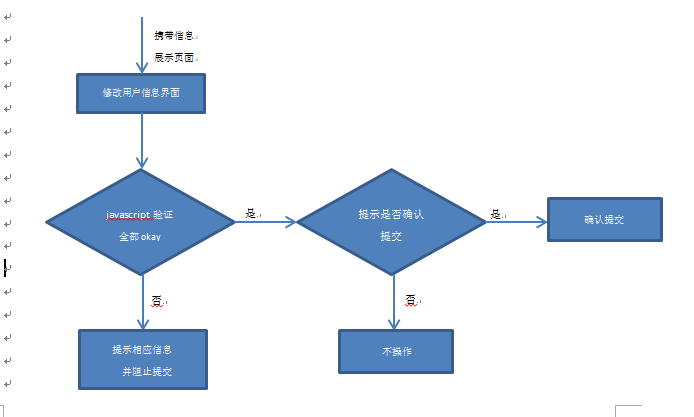 携带信息
展示页面
修改用户信息界面
javascript 验证
全部 okay
是
提示是否确认
提交
是
确认提交
否
否
提示相应信息
并阻止提交
不操作